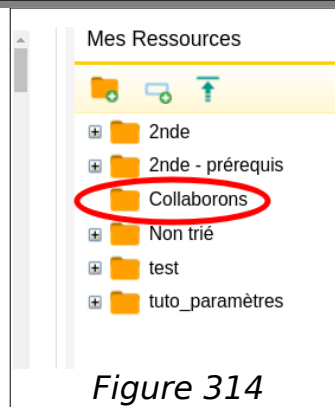 Mes Ressources
2nde
2nde - prérequis
Collaborons
Non trié
test
tuto_paramètres
Figure 314